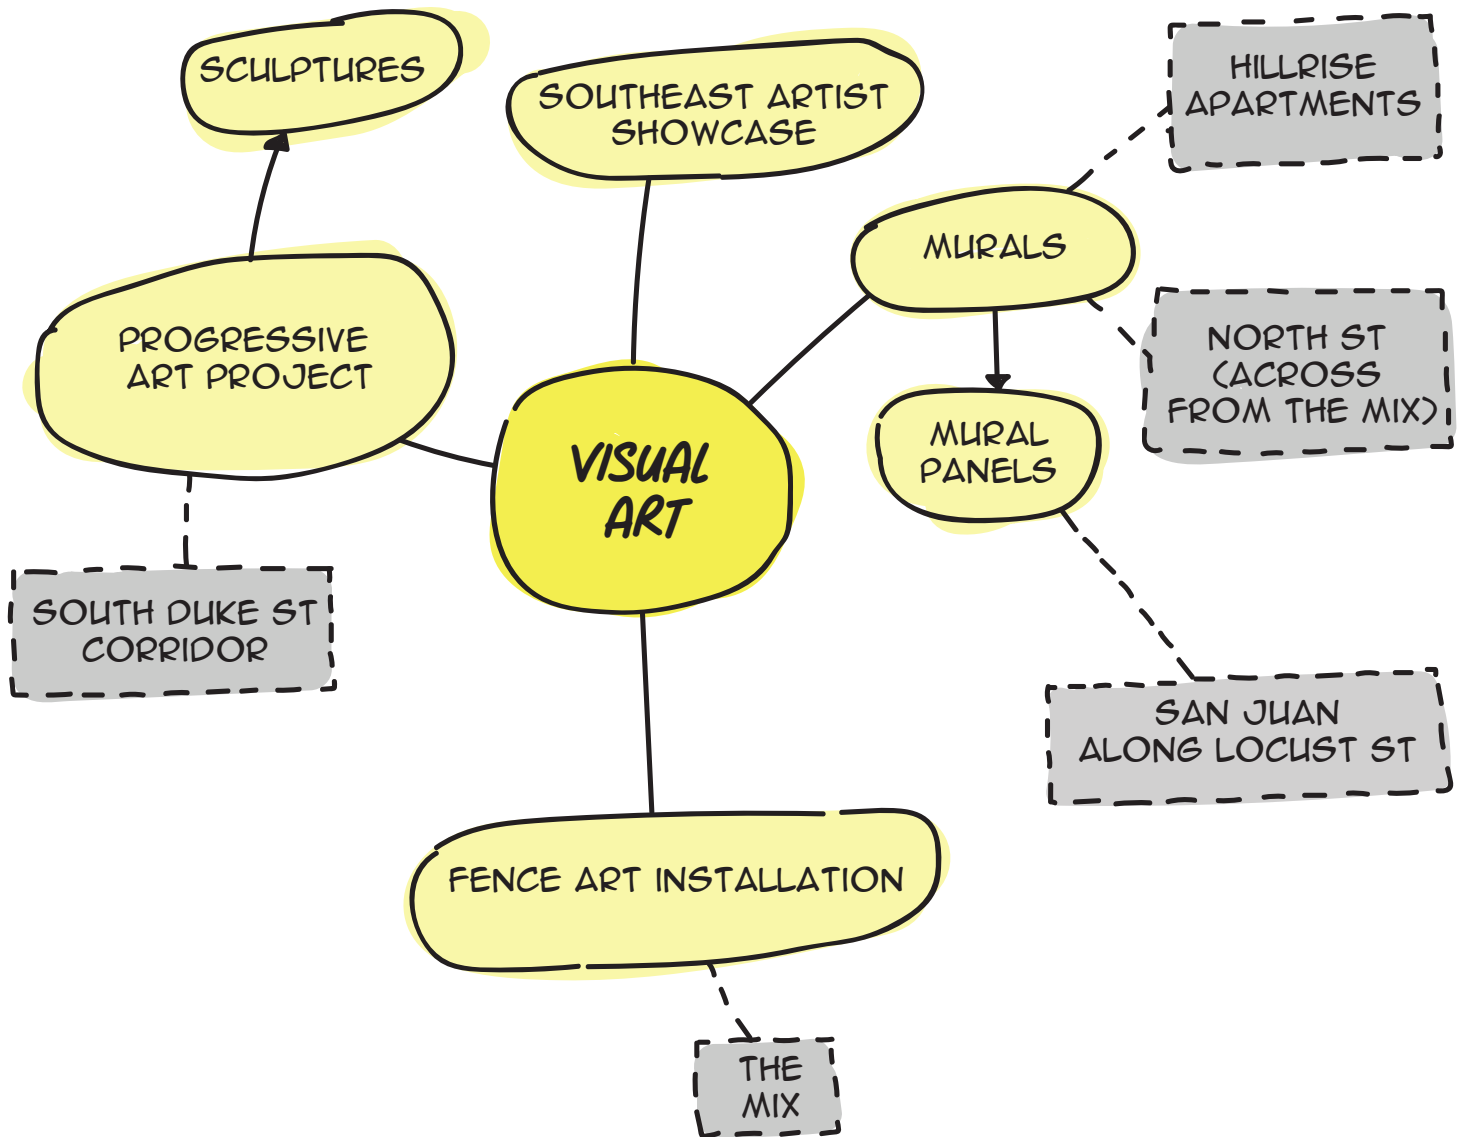 SCULPTURES
SOUTHEAST ARTIST
SHOWCASE
HILLRISE
APARTMENTS
MURALS
PROGRESSIVE
ART PROJECT
NORTH ST
(ACROSS
FROM THE MIX)
MURAL
PANELS
VISUAL
ART
SOUTH DUKE ST
CORRIDOR
SAN JUAN
ALONG LOCUST ST
FENCE ART INSTALLATION
THE
MIX